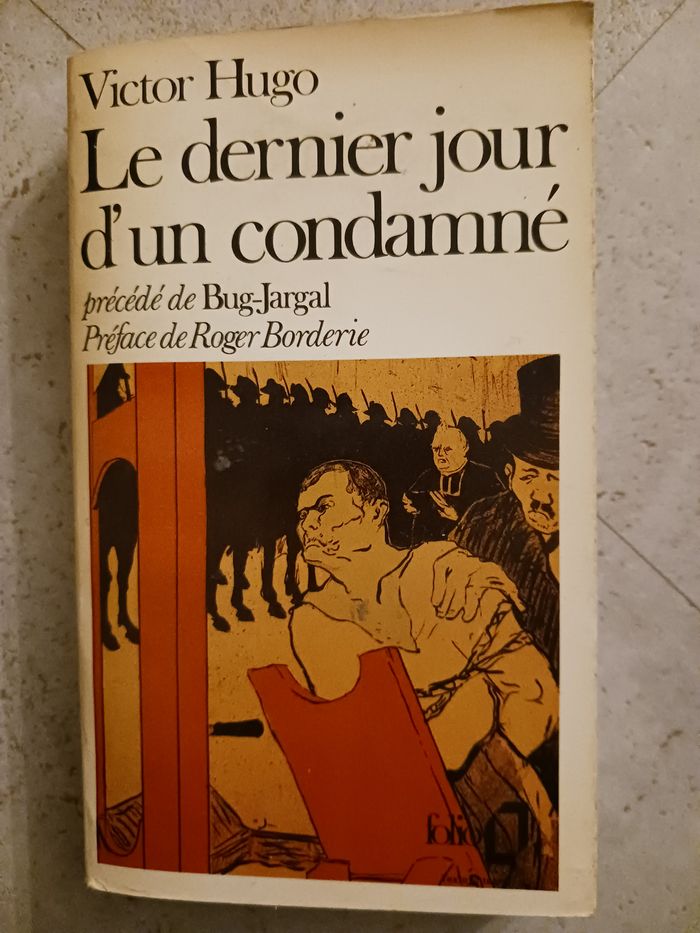 Victor Hugo
Le dernier jour
d'un condamné
précédé de Bug-Jargal
Préface de Roger Borderie
folio